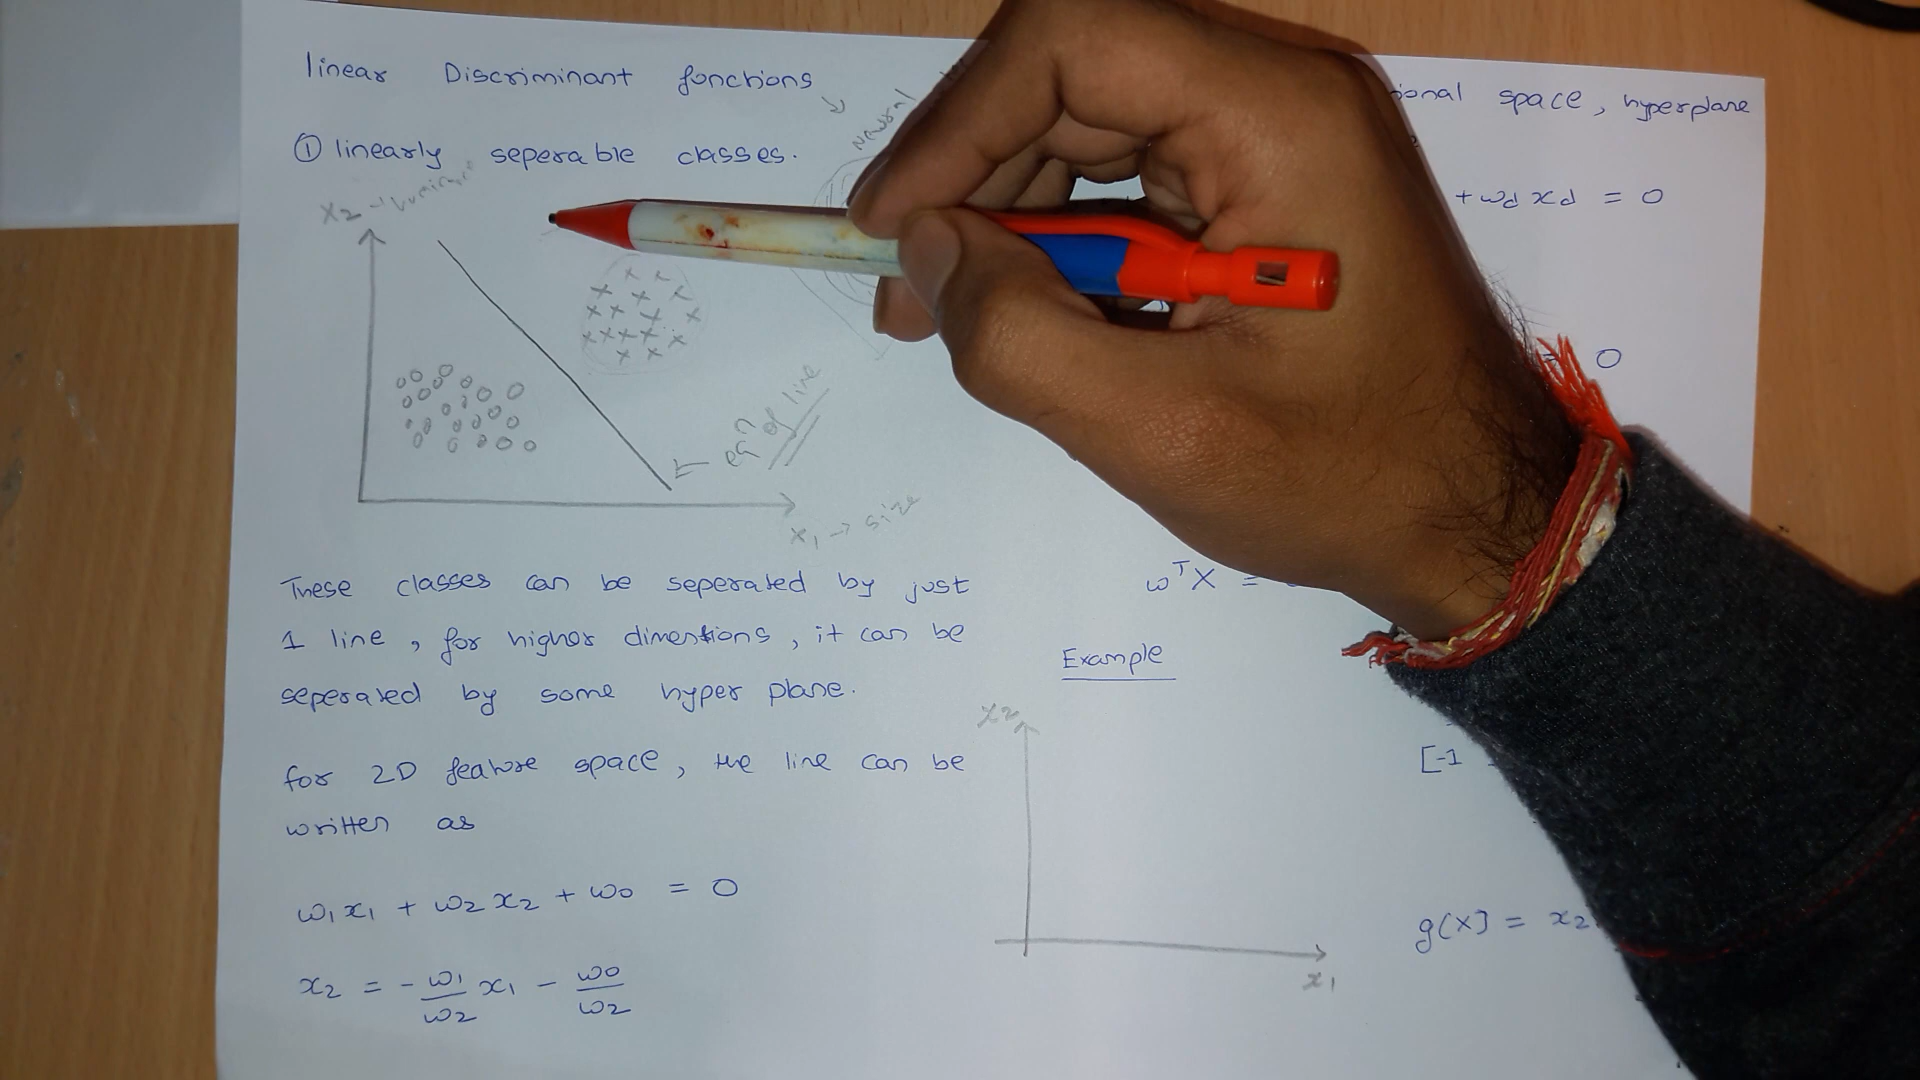 linear Discriminant fonctions
Neural
① linearly seperable classes.
x2 →
eqn of line
x1 → size
These classes can be seperated by just
1 line, for higher dimentions, it can be
seperated by some hyper plane.
for 2D feature space, the line can be
written as
w1x1 + w2x2 + w0 = 0
x2 = -w1/w2 x1 - w0/w2
space, hyperplane
+wd xd = 0
0
wTX =
Example
x2
x1
[-1
g(x) = x2